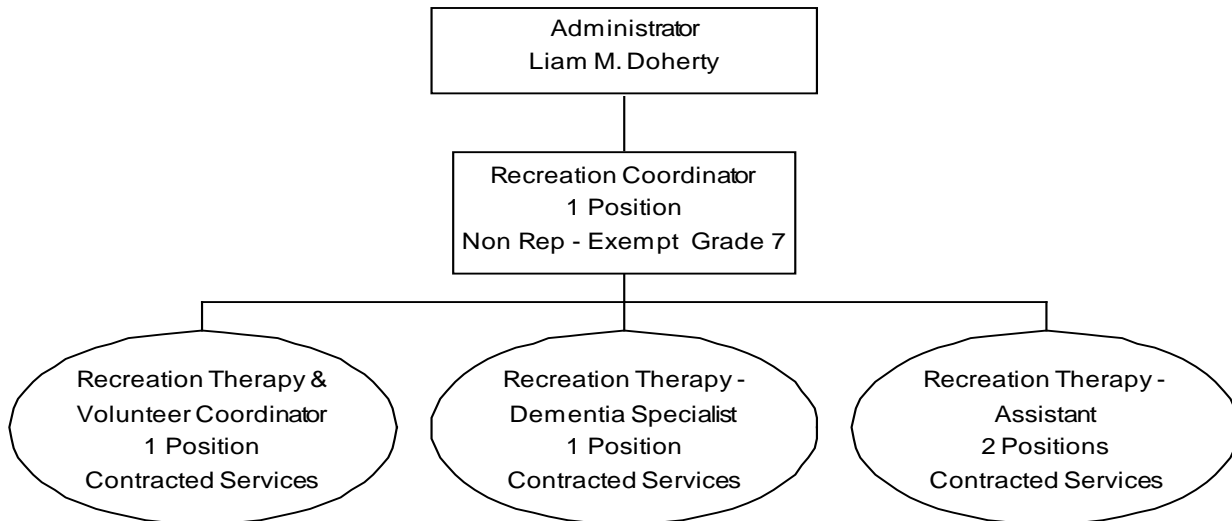 Administrator
Liam M. Doherty
Recreation Coordinator
1 Position
Non Rep - Exempt Grade 7
Recreation Therapy &
Volunteer Coordinator
1 Position
Contracted Services
Recreation Therapy -
Dementia Specialist
1 Position
Contracted Services
Recreation Therapy -
Assistant
2 Positions
Contracted Services